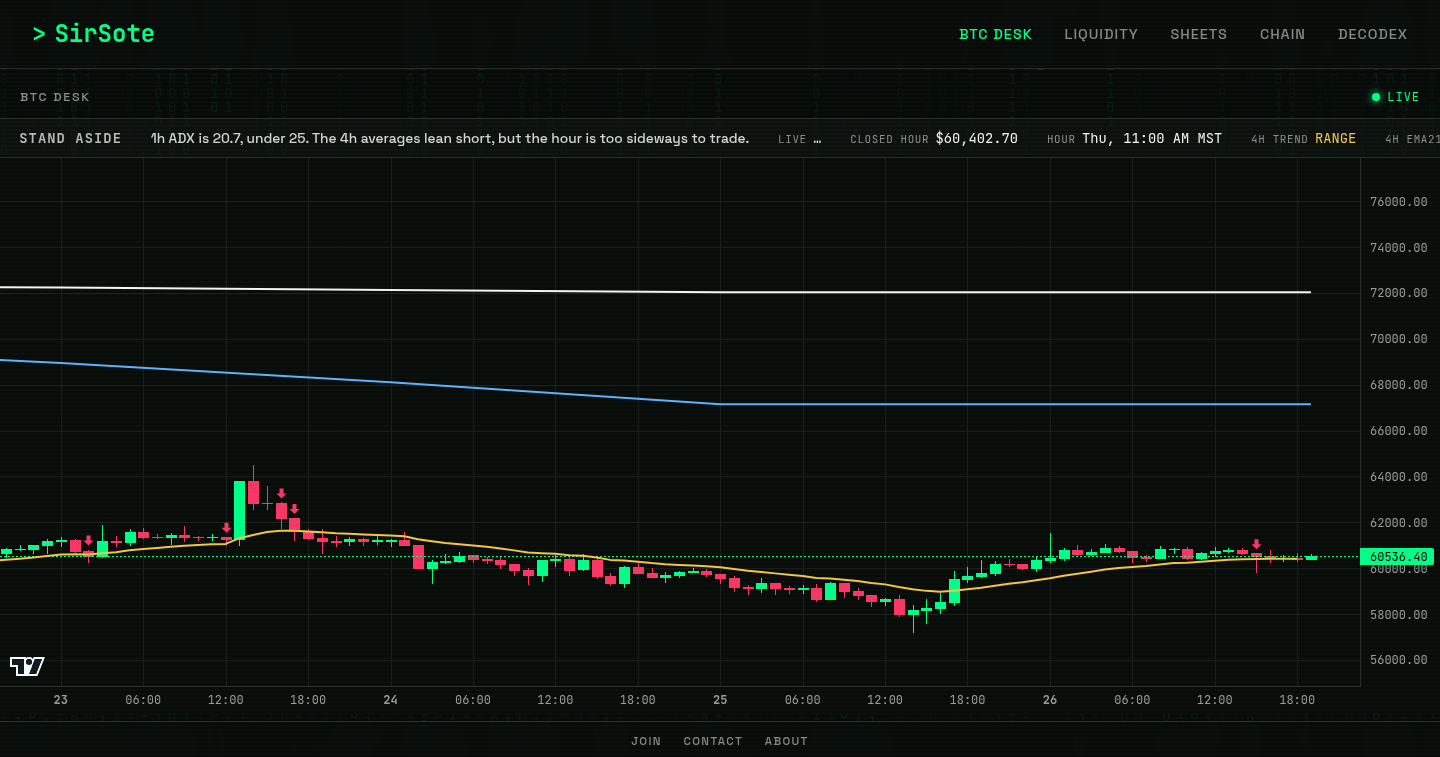 > SirSote
BTC DESK LIQUIDITY SHEETS CHAIN DECODEX
BTC DESK
LIVE
STAND ASIDE 1h ADX is 20.7, under 25. The 4h averages lean short, but the hour is too sideways to trade. LIVE … CLOSED HOUR $60,402.70 HOUR Thu, 11:00 AM MST 4H TREND RANGE 4H EMA21
76000.00
74000.00
72000.00
70000.00
68000.00
66000.00
64000.00
62000.00
60536.40
60000.00
58000.00
56000.00
23 06:00 12:00 18:00 24 06:00 12:00 18:00 25 06:00 12:00 18:00 26 06:00 12:00 18:00
JOIN CONTACT ABOUT